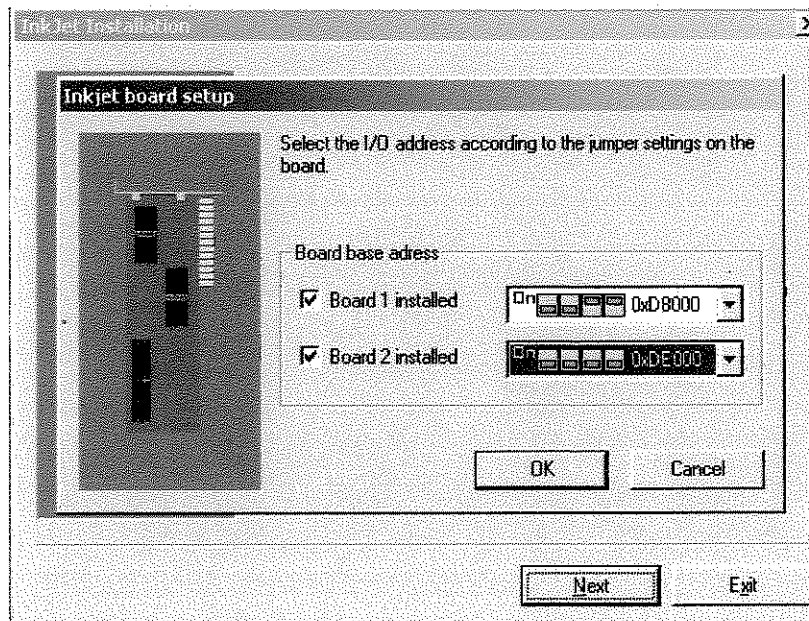 InkJet Installation
Inkjet board setup
Select the I/O address according to the jumper settings on the
board.
Board base adress
Board 1 installed
On 0xD8000
Board 2 installed
On 0xDE000
OK
Cancel
Next
Exit